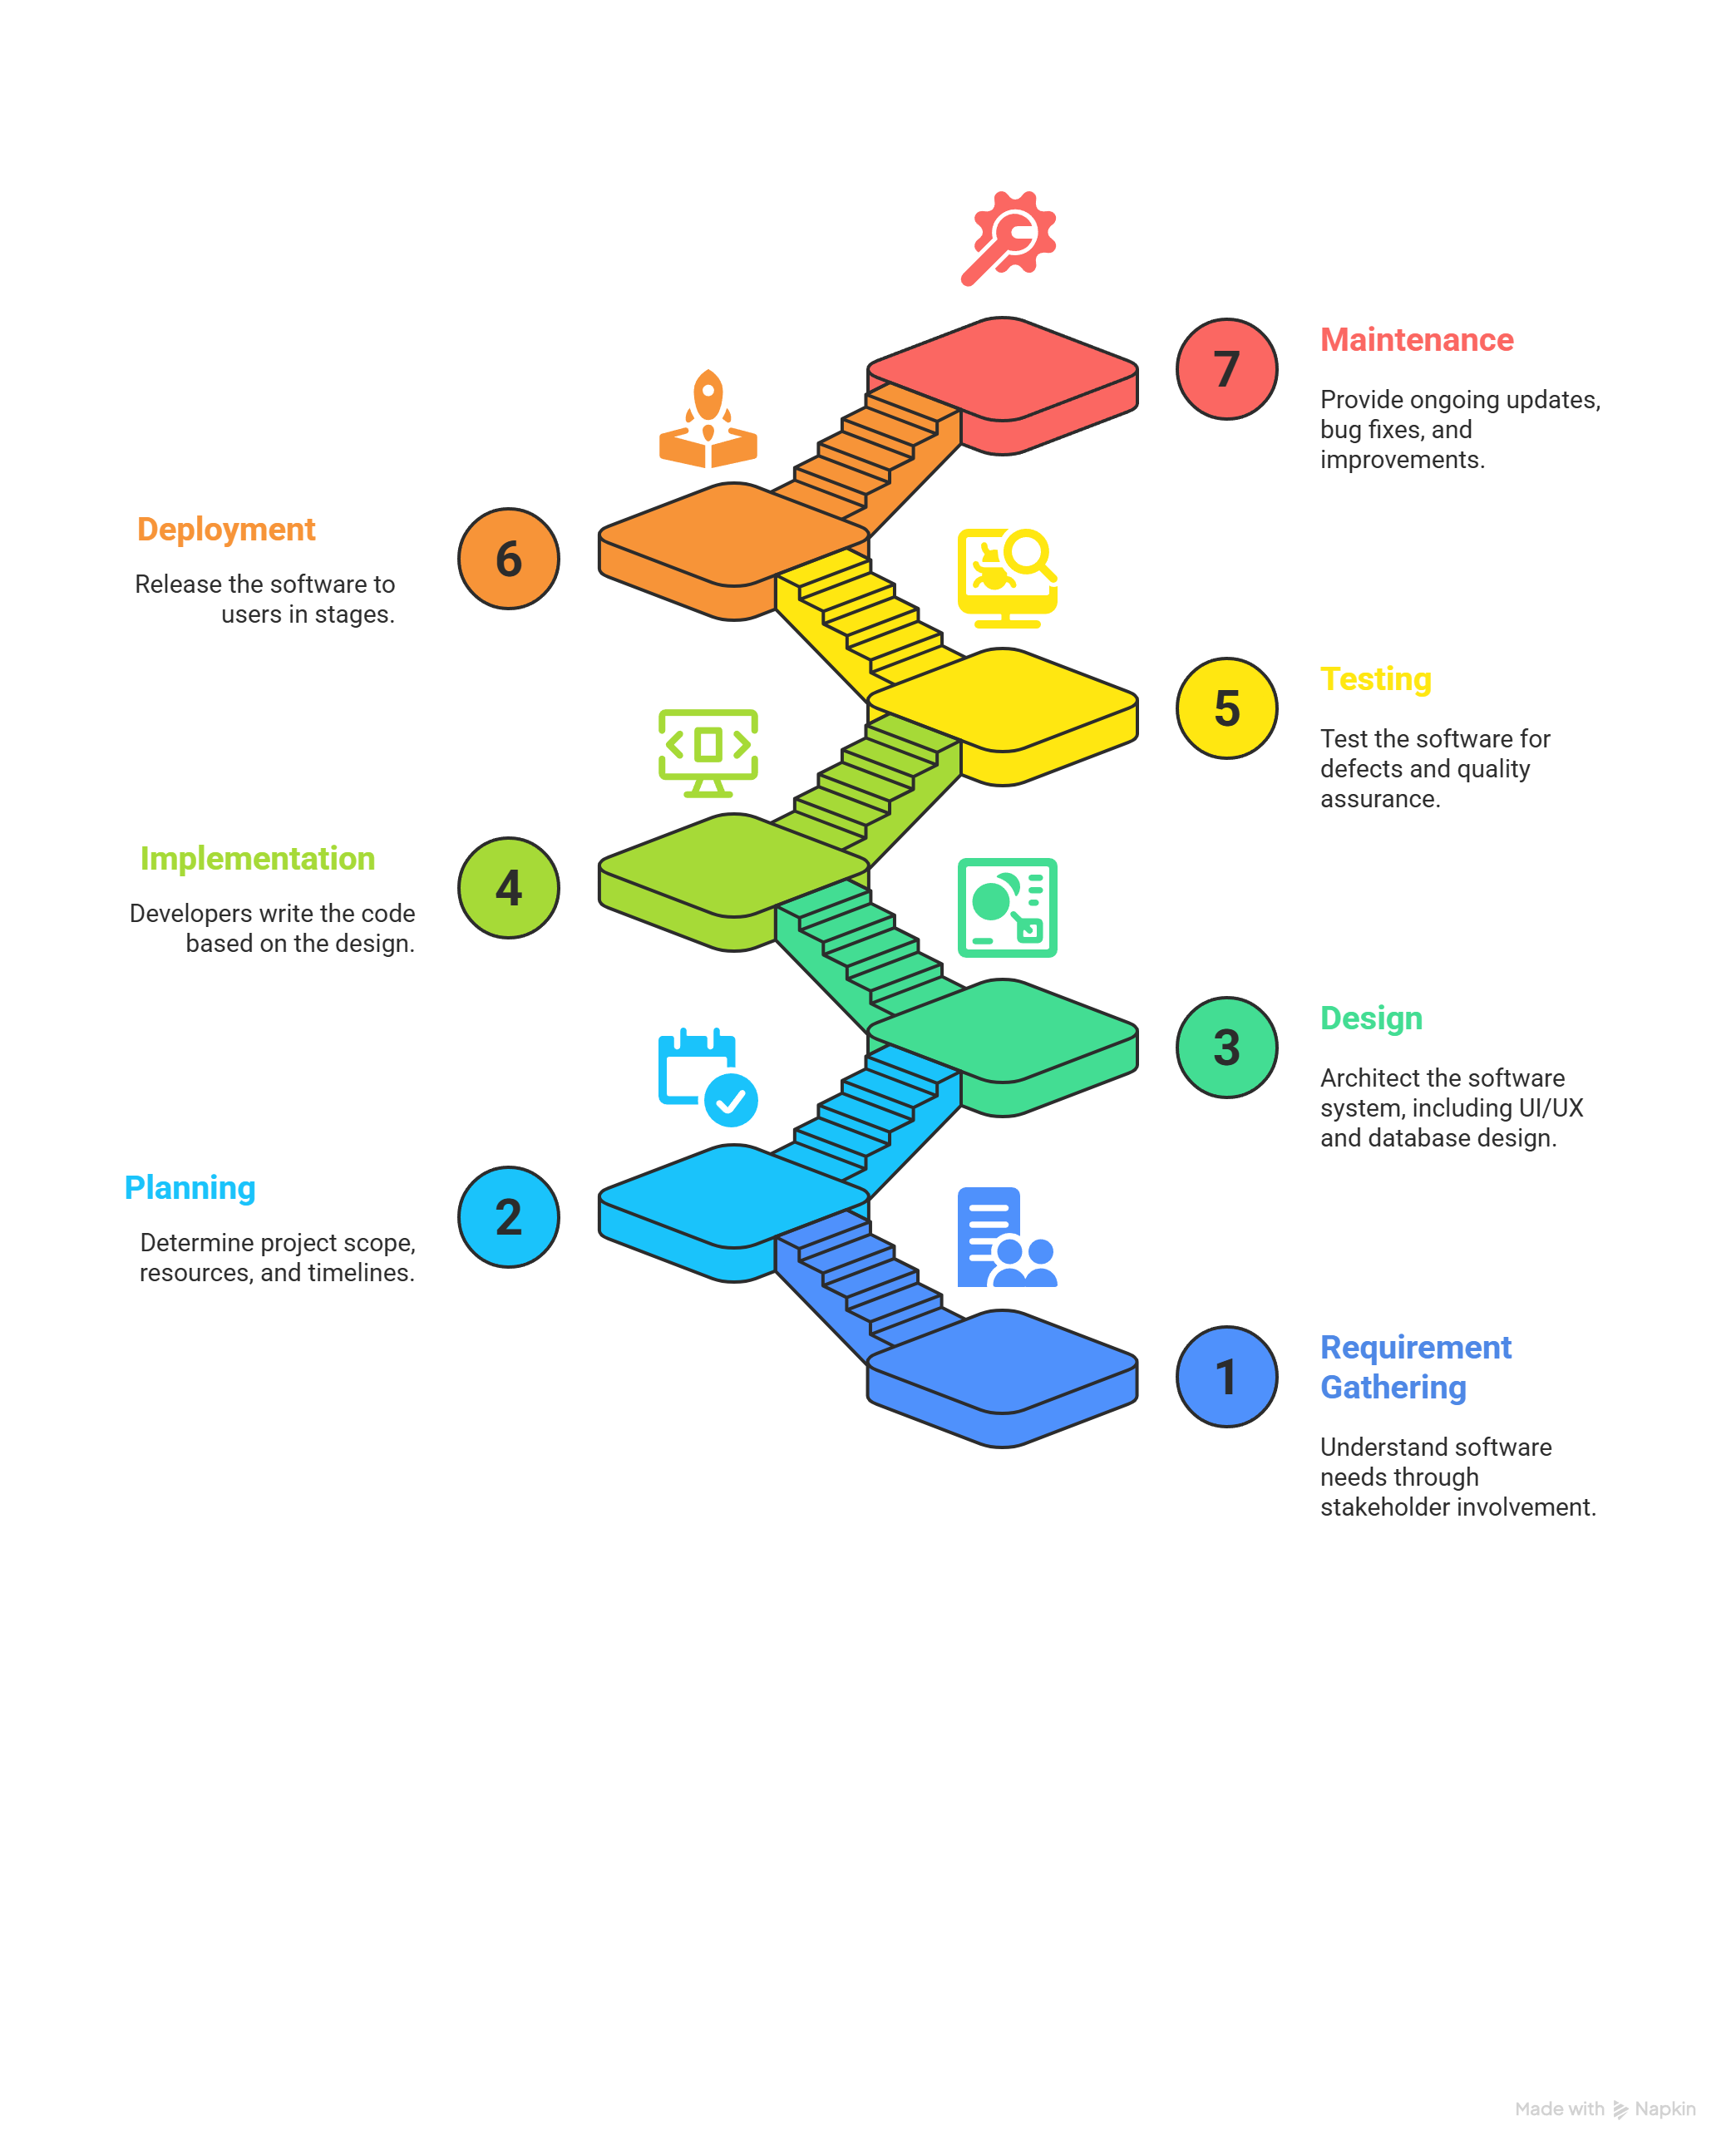 7
Maintenance
Provide ongoing updates,
bug fixes, and
improvements.
Deployment
6
Release the software to
users in stages.
5
Testing
Test the software for
defects and quality
assurance.
Implementation
4
Developers write the code
based on the design.
3
Design
Architect the software
system, including UI/UX
and database design.
Planning
2
Determine project scope,
resources, and timelines.
1
Requirement
Gathering
Understand software
needs through
stakeholder involvement.
Made with Napkin